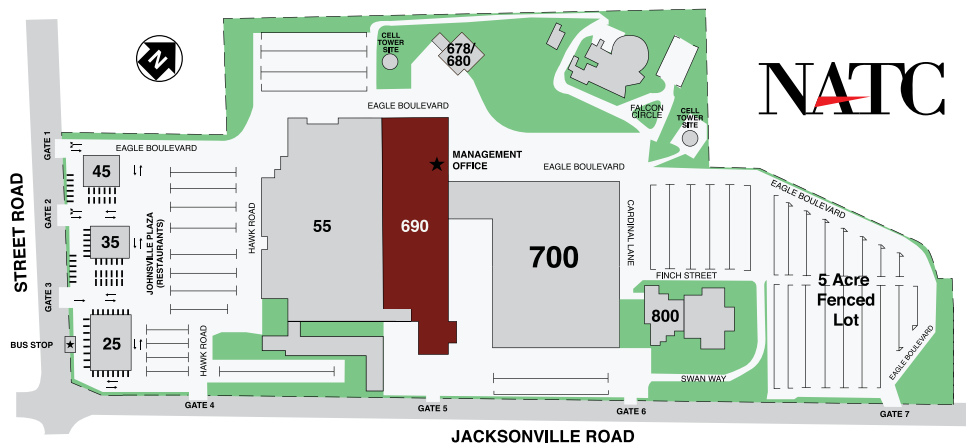 N
CELL
TOWER
SITE
678/
680
NATC
FALCON
CIRCLE
CELL
TOWER
SITE
EAGLE BOULEVARD
GATE 1
EAGLE BOULEVARD
MANAGEMENT
OFFICE
EAGLE BOULEVARD
EAGLE BOULEVARD
45
STREET ROAD
GATE 2
35
JOHNSVILLE PLAZA
(RESTAURANTS)
HAWK ROAD
55
690
700
CARDINAL LANE
FINCH STREET
5 Acre
Fenced
Lot
GATE 3
800
BUS STOP
25
HAWK ROAD
EAGLE BOULEVARD
SWAN WAY
GATE 4
GATE 5
GATE 6
GATE 7
JACKSONVILLE ROAD